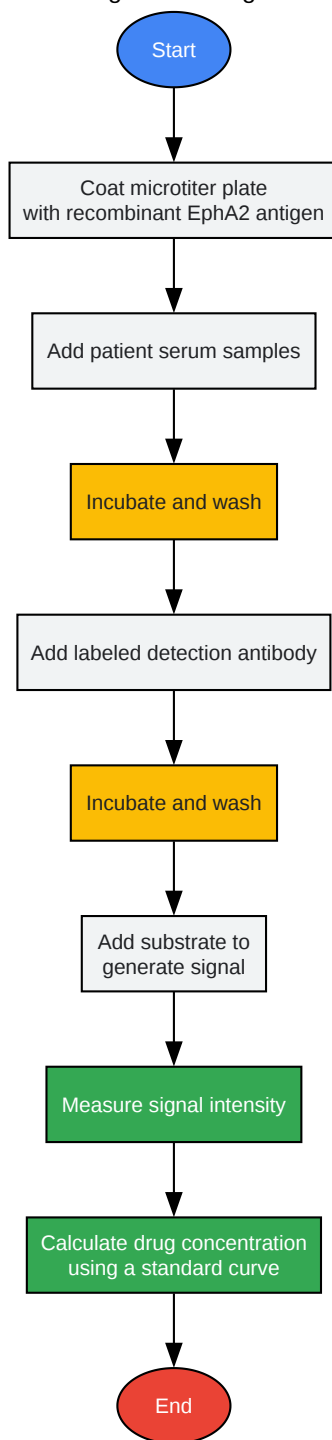 Start
Coat microtiter plate
with recombinant EphA2 antigen
Add patient serum samples
Incubate and wash
Add labeled detection antibody
Incubate and wash
Add substrate to
generate signal
Measure signal intensity
Calculate drug concentration
using a standard curve
End